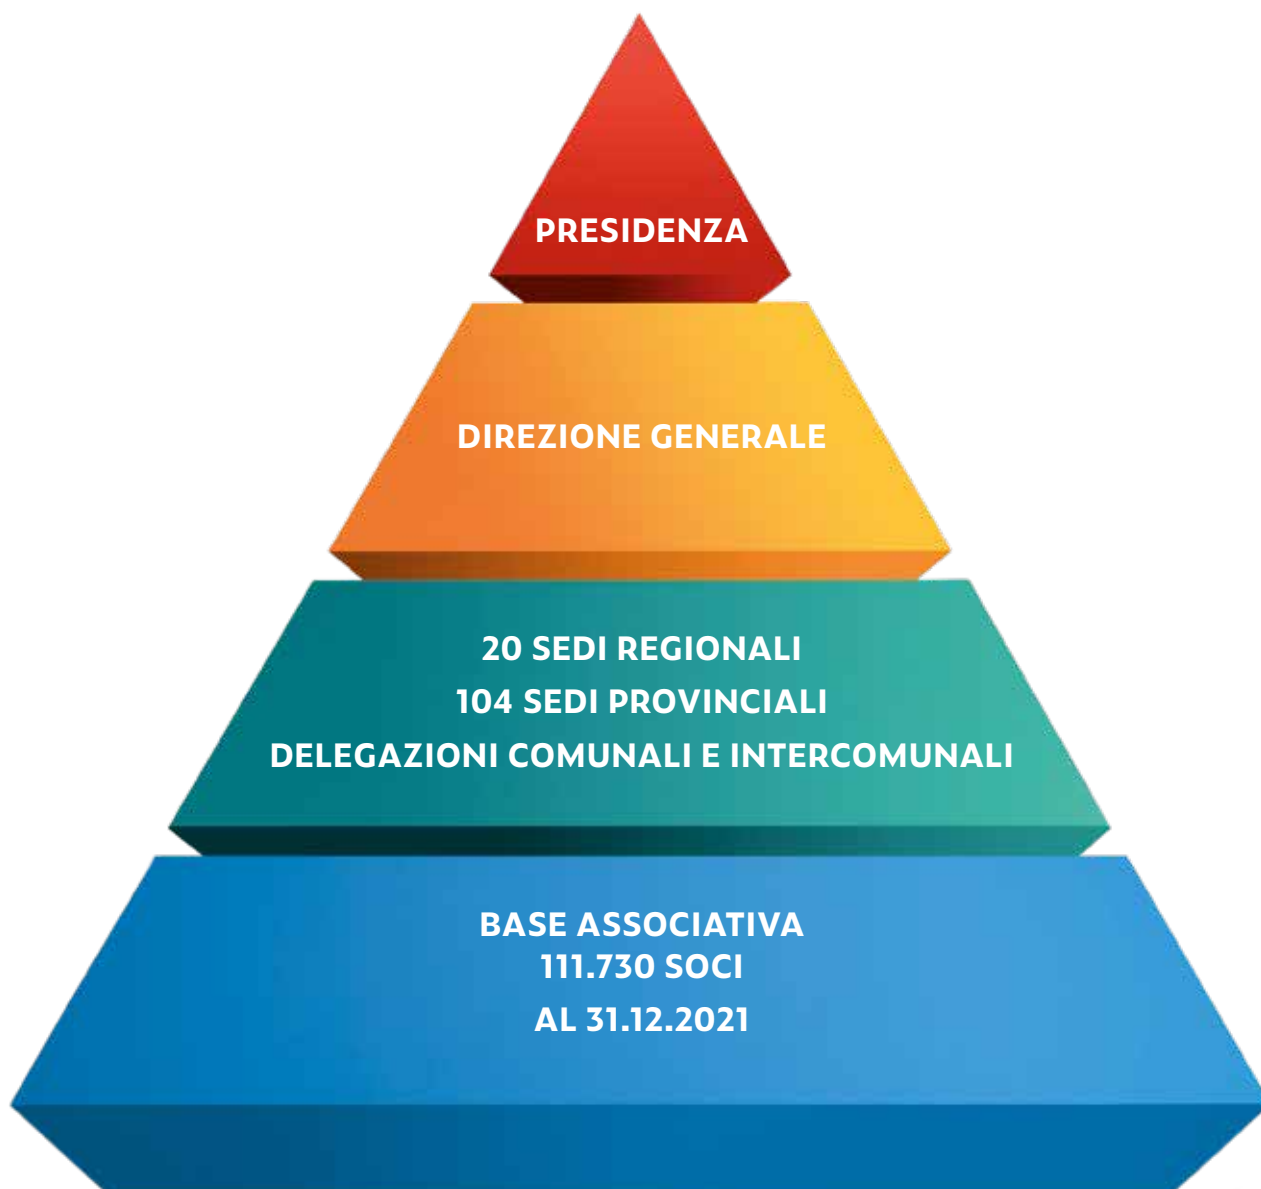 PRESIDENZA
DIREZIONE GENERALE
20 SEDI REGIONALI
104 SEDI PROVINCIALI
DELEGAZIONI COMUNALI E INTERCOMUNALI
BASE ASSOCIATIVA
111.730 SOCI
AL 31.12.2021